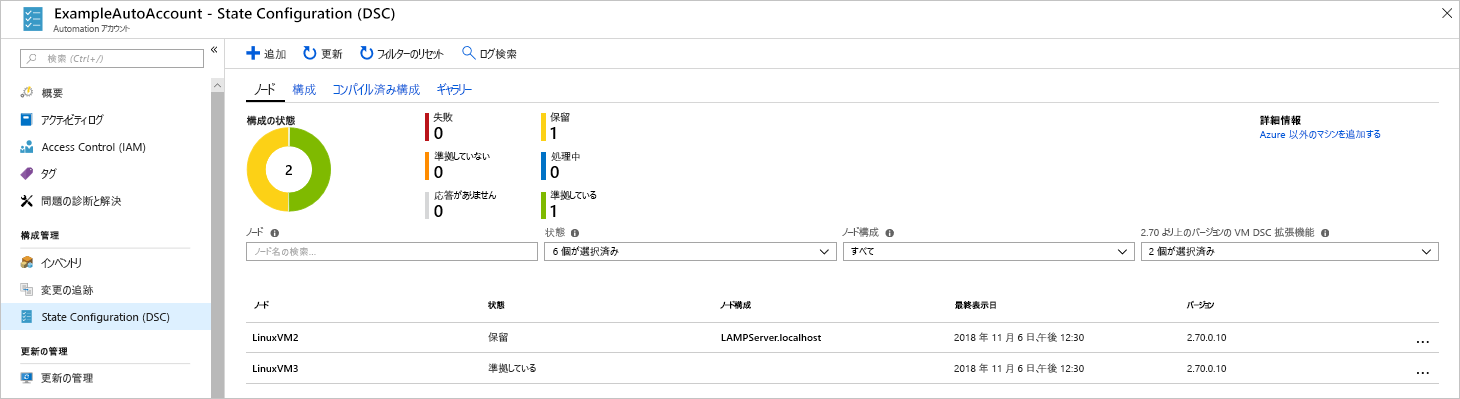 ExampleAutoAccount - State Configuration (DSC)
Automation アカウント
検索 (Ctrl+/)
概要
アクティビティ ログ
Access Control (IAM)
タグ
問題の診断と解決
構成管理
インベントリ
変更の追跡
State Configuration (DSC)
更新の管理
更新の管理
追加 更新 フィルターのリセット ログ検索
ノード 構成 コンパイル済み構成 ギャラリー
構成の状態
2
失敗
0
準拠していない
0
応答がありません
0
保留
1
処理中
0
準拠している
1
詳細情報
Azure 以外のマシンを追加する
ノード 状態 ノード構成 2.70 より上のバージョンの VM DSC 拡張機能
ノード名の検索... 6 個が選択済み すべて 2 個が選択済み
ノード 状態 ノード構成 最終表示日 バージョン
LinuxVM2 保留 LAMPServer.localhost 2018 年 11 月 6 日、午後 12:30 2.70.0.10 ...
LinuxVM3 準拠している 2018 年 11 月 6 日、午後 12:30 2.70.0.10 ...